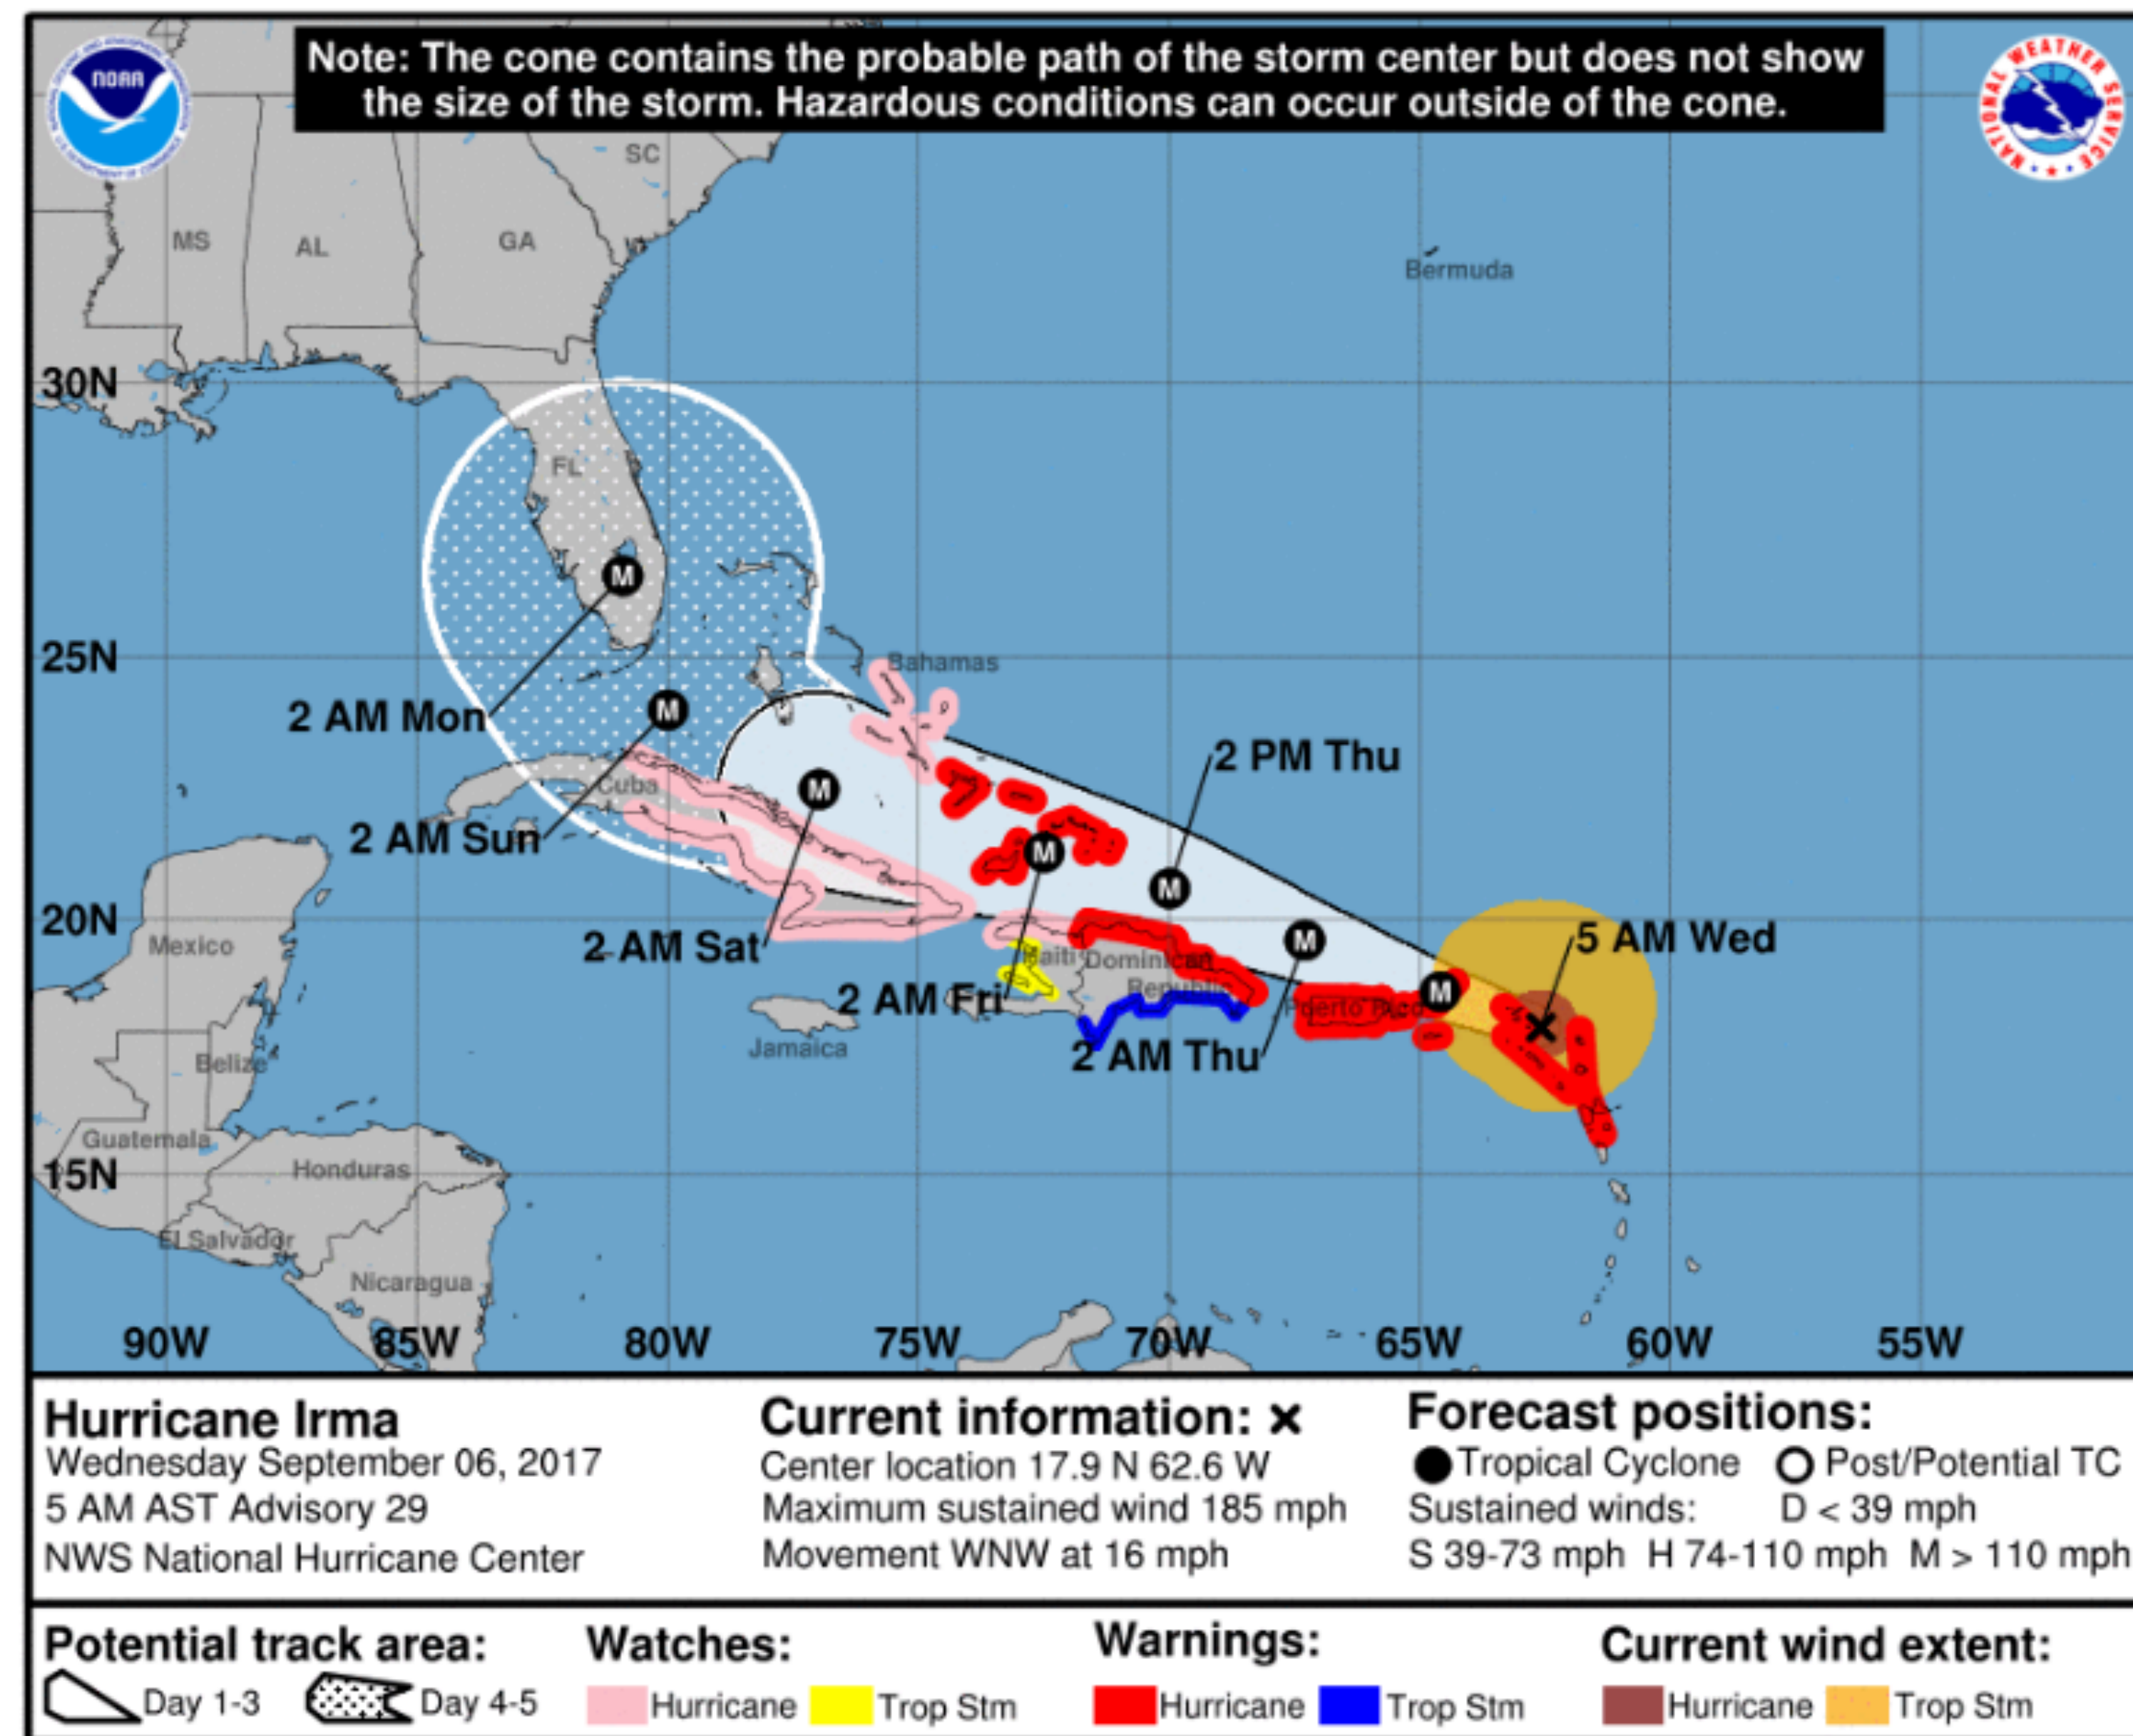 Note: The cone contains the probable path of the storm center but does not show
the size of the storm. Hazardous conditions can occur outside of the cone.
NOAA
NATIONAL WEATHER SERVICE
SC
MS
AL
GA
Bermuda
30N
FL
25N
Bahamas
2 AM Mon
M
M
2 PM Thu
Cuba
M
2 AM Sun
M
M
20N
Mexico
2 AM Sat
Haiti
Dominican
Republic
M
5 AM Wed
2 AM Fri
Puerto Rico
M
Jamaica
2 AM Thu
Belize
Guatemala
Honduras
15N
El Salvador
Nicaragua
90W 85W 80W 75W 70W 65W 60W 55W
Hurricane Irma
Wednesday September 06, 2017
5 AM AST Advisory 29
NWS National Hurricane Center
Current information: x
Center location 17.9 N 62.6 W
Maximum sustained wind 185 mph
Movement WNW at 16 mph
Forecast positions:
Tropical Cyclone Post/Potential TC
Sustained winds: D < 39 mph
S 39-73 mph H 74-110 mph M > 110 mph
Potential track area:
Day 1-3 Day 4-5
Watches:
Hurricane Trop Stm
Warnings:
Hurricane Trop Stm
Current wind extent:
Hurricane Trop Stm